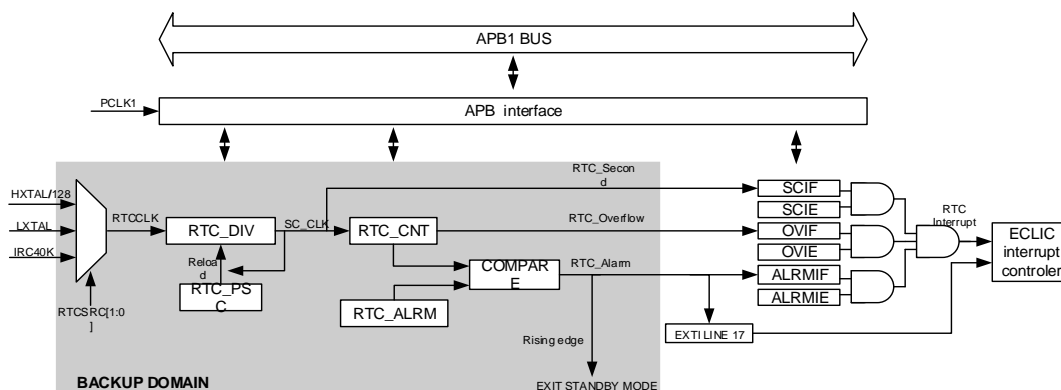 APB1 BUS
PCLK1
APB interface
HXTAL/128
LXTAL
IRC40K
RTCCLK
RTC_DIV
SC_CLK
RTC_CNT
Reloa
d
RTC_PS
C
RTCSRC[1:0
]
RTC_ALRM
COMPAR
E
RTC_Secon
d
RTC_Overflow
RTC_Alarm
Rising edge
BACKUP DOMAIN
EXIT STANDBY MODE
SCIF
SCIE
OVIF
OVIE
ALRMIF
ALRMIE
EXTI LINE 17
RTC
Interrupt
ECLIC
interrupt
controler